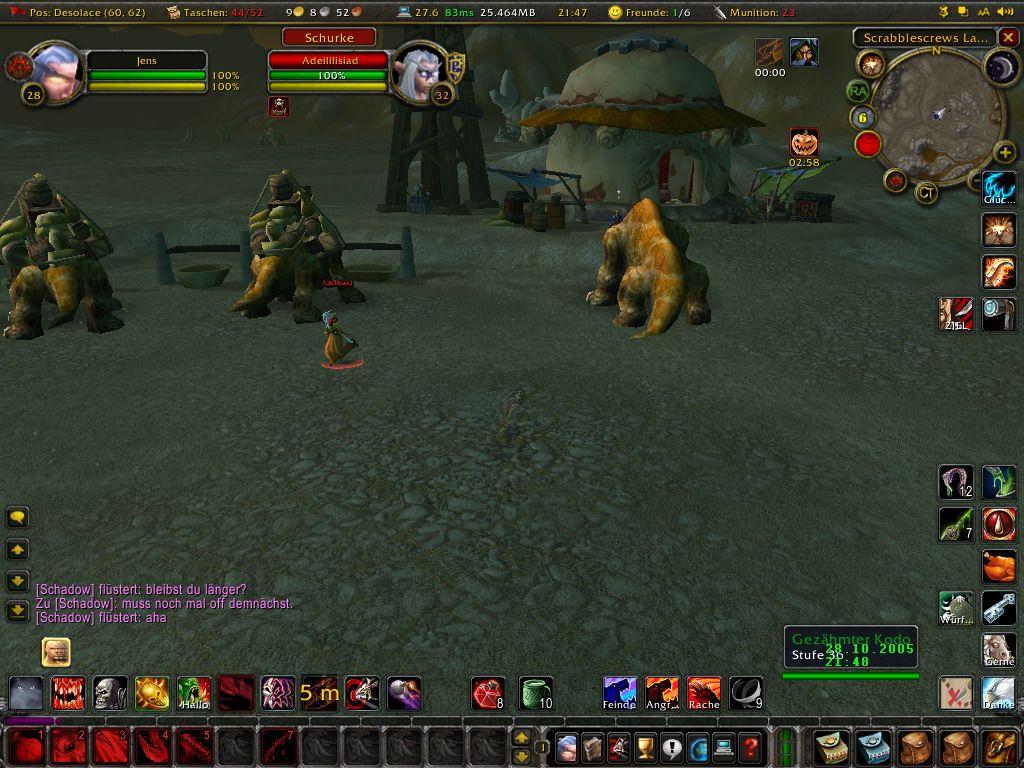 Pos: Desolace (60, 62)
Taschen: 44/52
9 8 52
27.6 83ms 25.464MB
21:47
Freunde: 1/6
Munition: 23
Schurke
Jens
100%
100%
28
Adeililisiad
100%
32
00:00
Scrabblescrews La...
N
RA
6
CT
02:58
Glüc...
ZIEL
12
7
Würf...
Gerne
Danke
[Schadow] flüstert: bleibst du länger?
Zu [Schadow]: muss noch mal off demnächst.
[Schadow] flüstert: aha
Gezähmter Kodo
Stufe 36
28.10.2005
21:48
Hallo
5 m
8
10
Feinde
Angr...
Rache
9
1
2
3
4
5
7
1